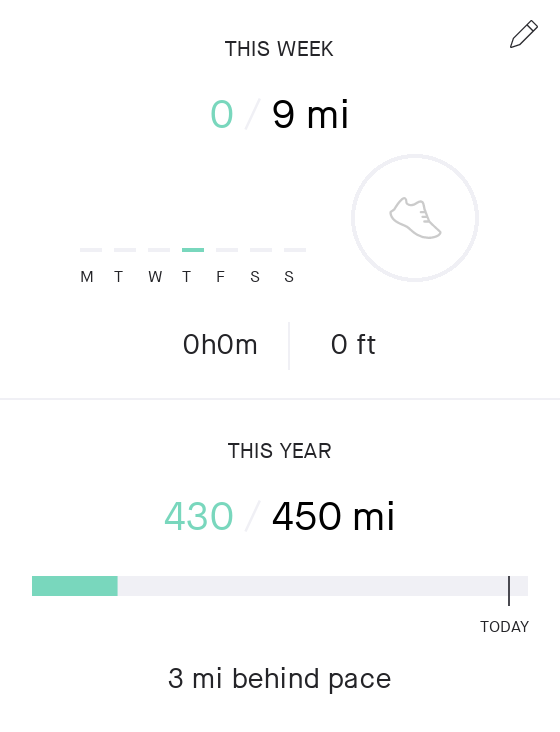 THIS WEEK
0 / 9 mi
M T W T F S S
0h0m 0 ft
THIS YEAR
430 / 450 mi
TODAY
3 mi behind pace